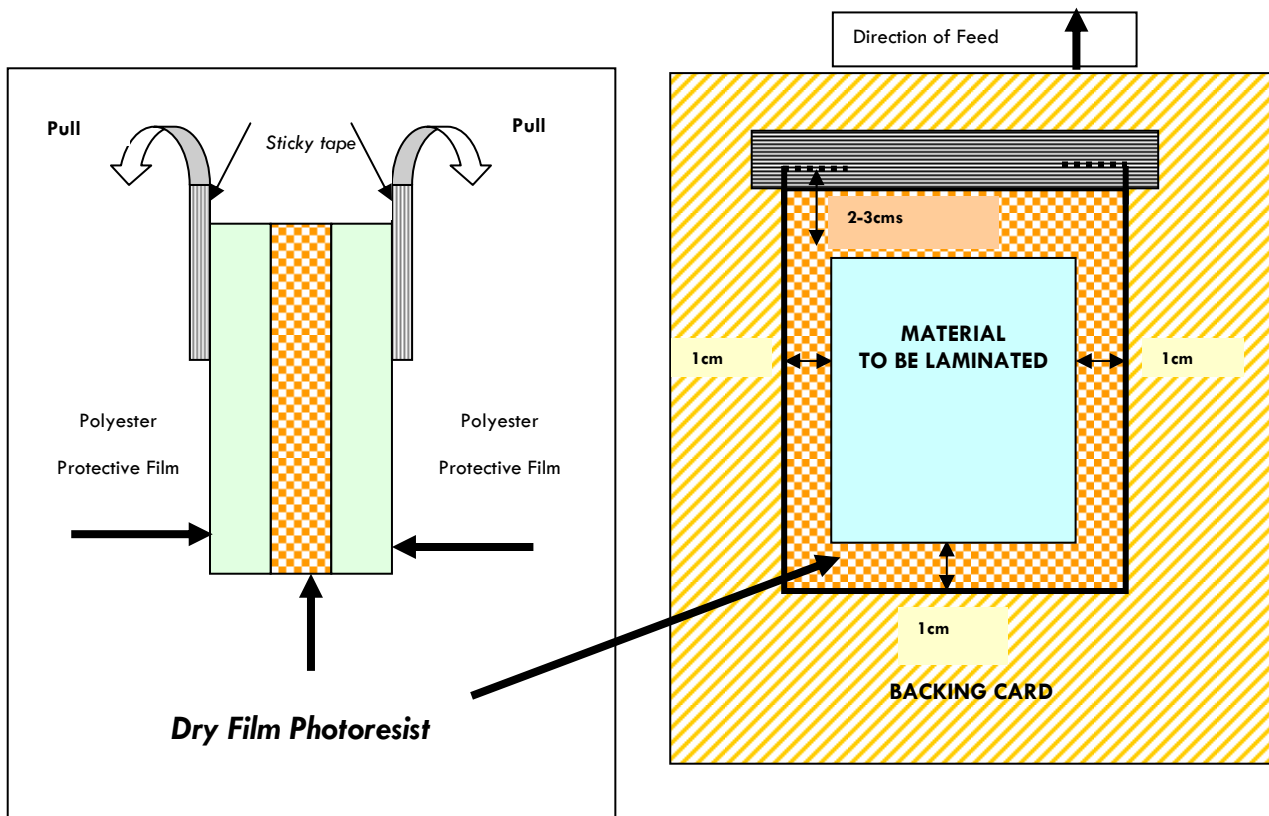 Direction of Feed
Pull
Sticky tape
Pull
2-3cms
MATERIAL
TO BE LAMINATED
1cm
1cm
Polyester
Protective Film
Polyester
Protective Film
1cm
BACKING CARD
Dry Film Photoresist